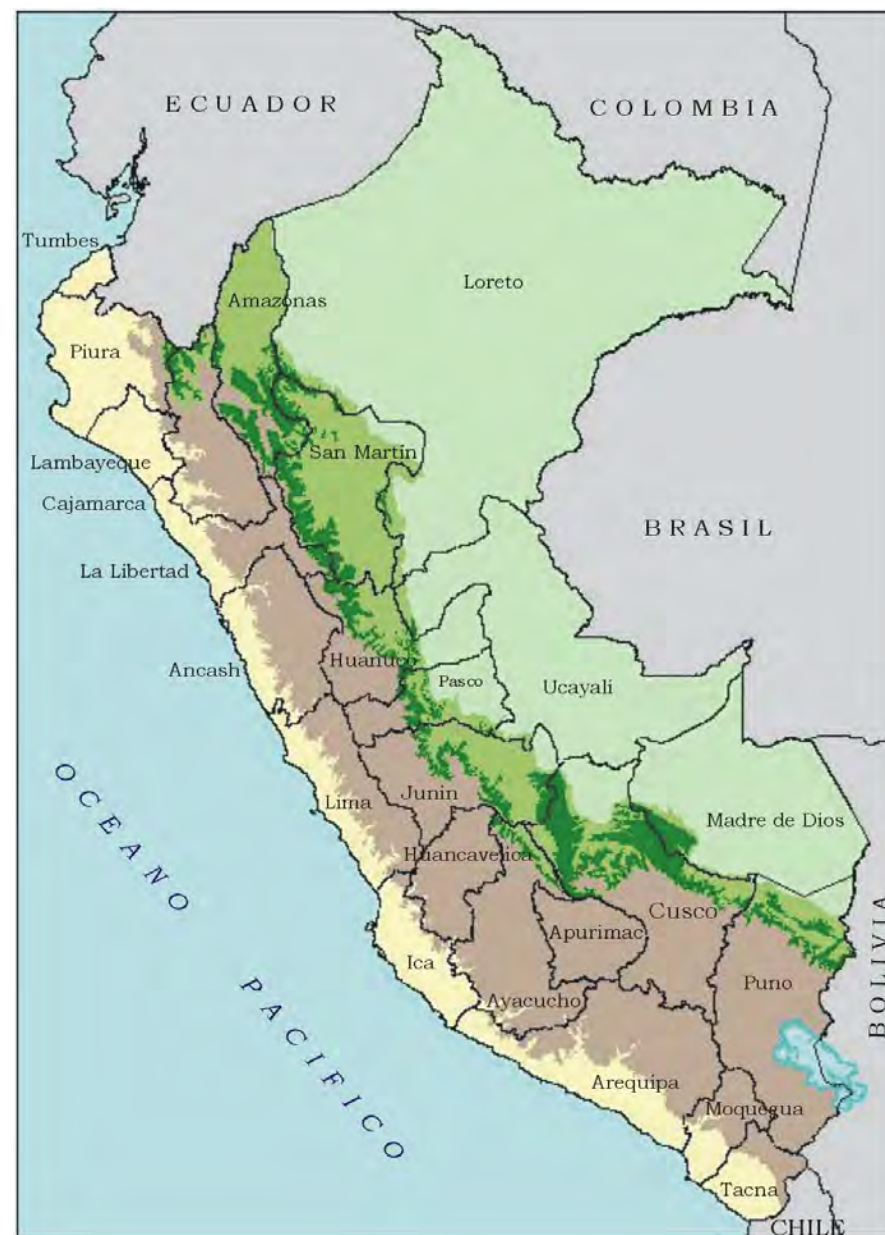 ECUADOR
COLOMBIA
Tumbes
Loreto
Amazonas
Piura
San Martín
Lambayeque
Cajamarca
BRASIL
La Libertad
Huanuco
Ancash
Pasco
Ucayalí
Junin
Lima
Madre de Dios
Huancavelica
Cusco
Apurimac
Ica
Puno
Ayacucho
BOLIVIA
OCEANO PACIFICO
Arequipa
Moquegua
Tacna
CHILE